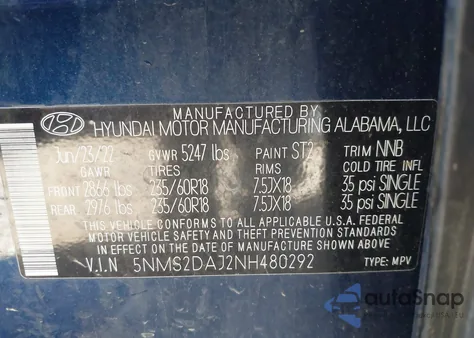 MANUFACTURED BY
HYUNDAI MOTOR MANUFACTURING ALABAMA, LLC
Jun/23/22 GVWR 5247 lbs PAINT ST2 TRIM NNB
GAWR TIRES RIMS COLD TIRE INFL
FRONT 2866 lbs 235/60R18 7.5JX18 35 psi SINGLE
REAR 2976 lbs 235/60R18 7.5JX18 35 psi SINGLE
THIS VEHICLE CONFORMS TO ALL APPLICABLE U.S.A FEDERAL
MOTOR VEHICLE SAFETY AND BUMPER AND THEFT PREVENTION STANDARDS
IN EFFECT ON THE DATE OF MANUFACTURE SHOWN ABOVE.
V.I.N 5NMS2DAJ2NH480292 TYPE: MPV
autoSnap